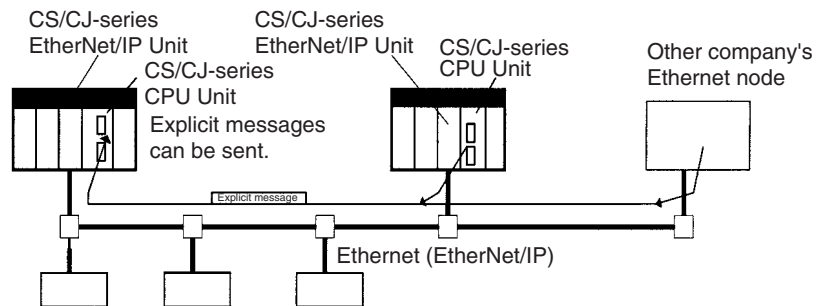 CS/CJ-series
EtherNet/IP Unit
CS/CJ-series
CPU Unit
Explicit messages
can be sent.
CS/CJ-series
EtherNet/IP Unit
CS/CJ-series
CPU Unit
Other company's
Ethernet node
Explicit message
Ethernet (EtherNet/IP)